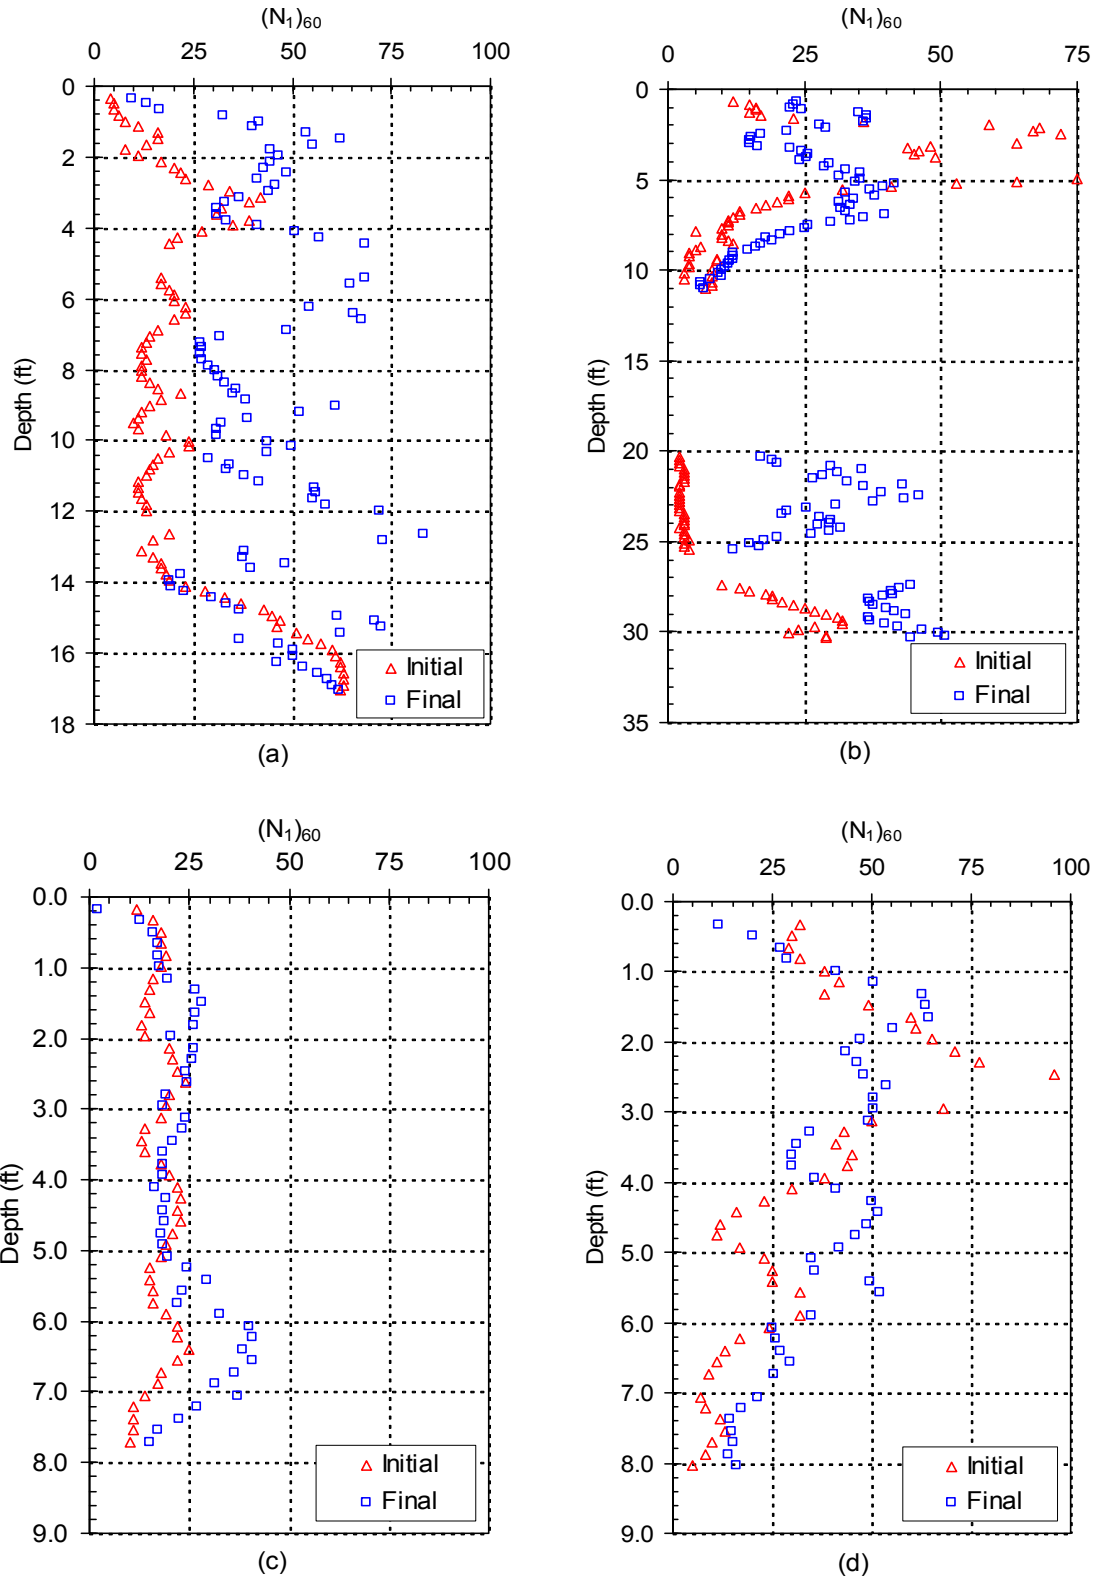 (N₁)₆₀
0 25 50 75 100
0
2
4
6
8
10
12
14
16
18
Depth (ft)
Initial
Final
(a)
(N₁)₆₀
0 25 50 75
0
5
10
15
20
25
30
35
Depth (ft)
Initial
Final
(b)
(N₁)₆₀
0 25 50 75 100
0.0
1.0
2.0
3.0
4.0
5.0
6.0
7.0
8.0
9.0
Depth (ft)
Initial
Final
(c)
(N₁)₆₀
0 25 50 75 100
0.0
1.0
2.0
3.0
4.0
5.0
6.0
7.0
8.0
9.0
Depth (ft)
Initial
Final
(d)